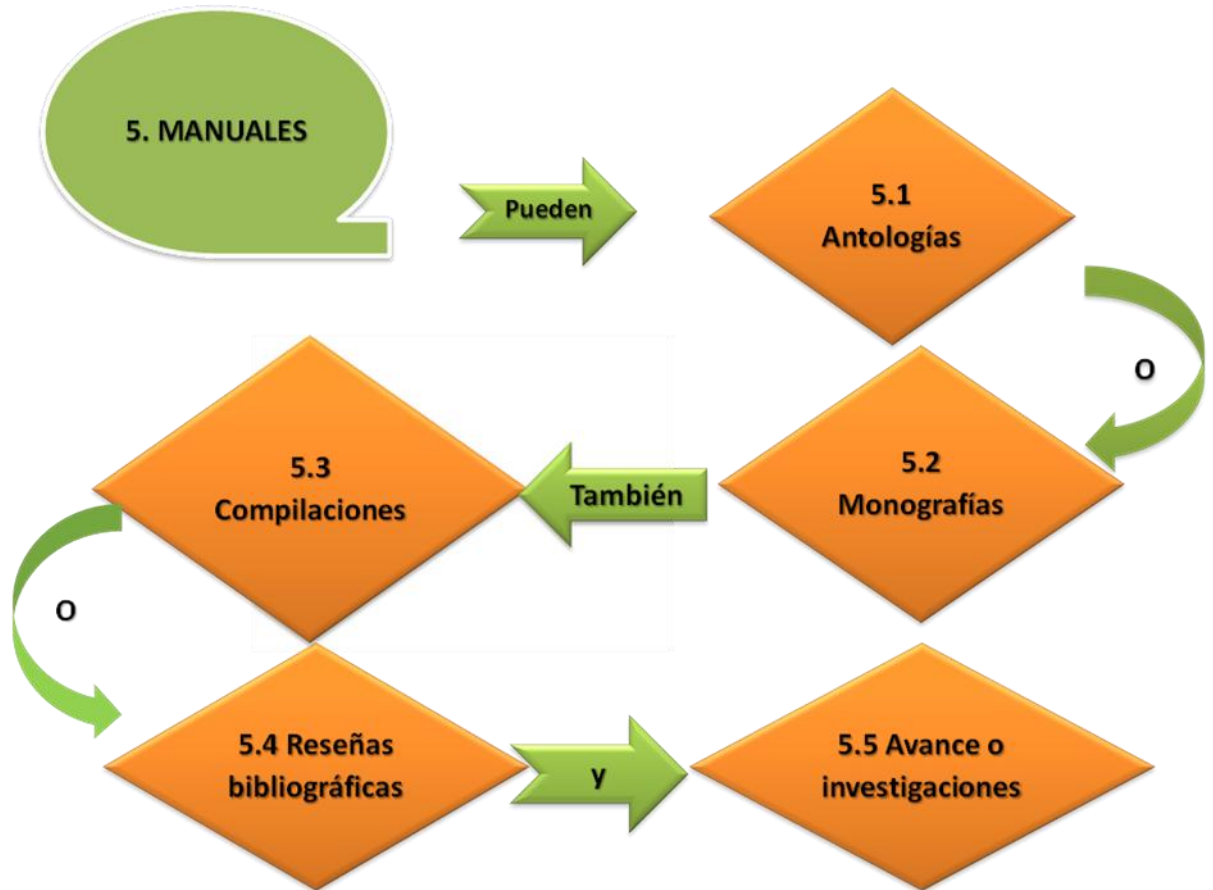 5. MANUALES
Pueden
5.1
Antologías
O
5.2
Monografías
También
5.3
Compilaciones
O
5.4 Reseñas
bibliográficas
y
5.5 Avance o
investigaciones